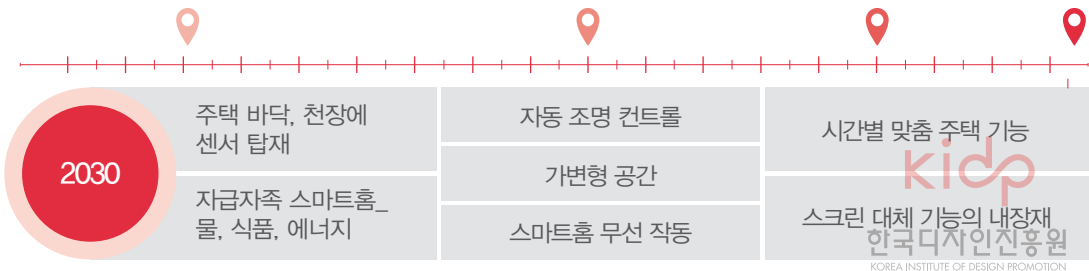 2030
주택 바닥, 천장에
센서 탑재
자급자족 스마트홈_
물, 식품, 에너지
자동 조명 컨트롤
가변형 공간
스마트홈 무선 작동
시간별 맞춤 주택 기능
스크린 대체 기능의 내장재
kidp
한국디자인진흥원
KOREA INSTITUTE OF DESIGN PROMOTION